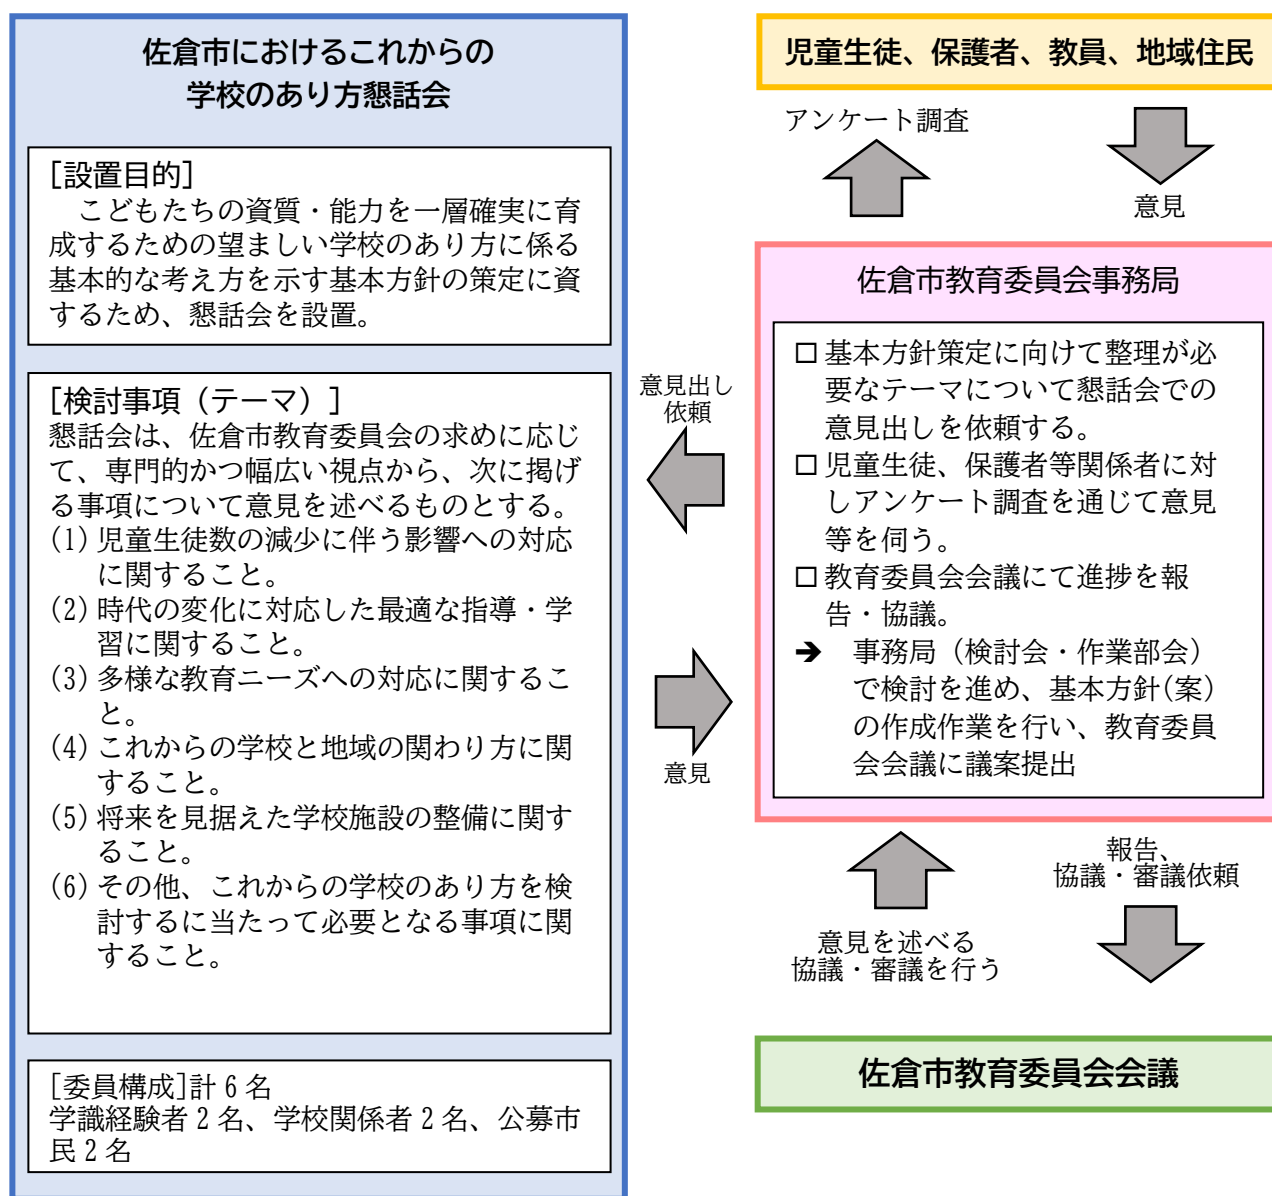 佐倉市におけるこれからの
学校のあり方懇話会
[設置目的]
こどもたちの資質・能力を一層確実に育
成するための望ましい学校のあり方に係る
基本的な考え方を示す基本方針の策定に資
するため、懇話会を設置。
[検討事項（テーマ）]
懇話会は、佐倉市教育委員会の求めに応じ
て、専門的かつ幅広い視点から、次に掲げ
る事項について意見を述べるものとする。
(1) 児童生徒数の減少に伴う影響への対応
に関すること。
(2) 時代の変化に対応した最適な指導・学
習に関すること。
(3) 多様な教育ニーズへの対応に関するこ
と。
(4) これからの学校と地域の関わり方に関
すること。
(5) 将来を見据えた学校施設の整備に関す
ること。
(6) その他、これからの学校のあり方を検
討するに当たって必要となる事項に関
すること。
[委員構成]計6名
学識経験者2名、学校関係者2名、公募市
民2名
意見出し
依頼
意見
児童生徒、保護者、教員、地域住民
アンケート調査
意見
佐倉市教育委員会事務局
□ 基本方針策定に向けて整理が必
要なテーマについて懇話会での
意見出しを依頼する。
□ 児童生徒、保護者等関係者に対
しアンケート調査を通じて意見
等を伺う。
□ 教育委員会会議にて進捗を報
告・協議。
➔ 事務局（検討会・作業部会）
で検討を進め、基本方針(案)
の作成作業を行い、教育委員
会会議に議案提出
意見を述べる
協議・審議を行う
報告、
協議・審議依頼
佐倉市教育委員会会議